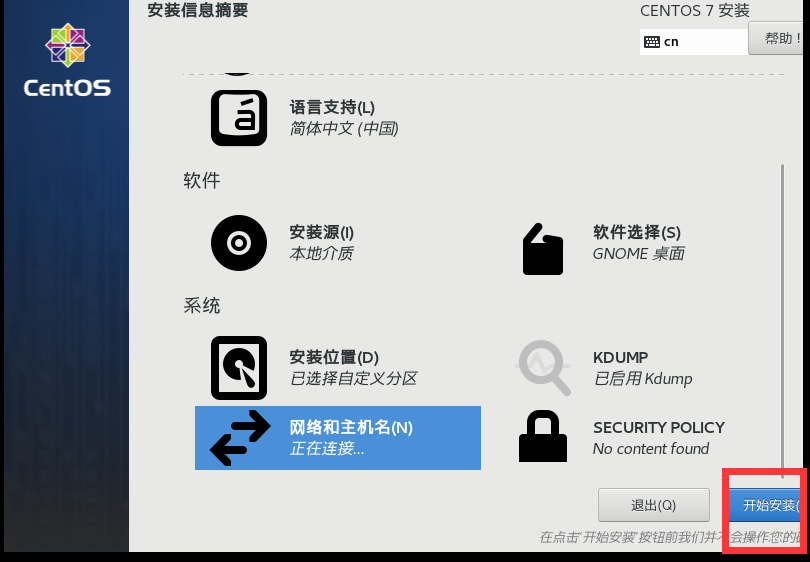 安装信息摘要
CENTOS 7 安装
cn
帮助！
CentOS
语言支持(L)
简体中文 (中国)
软件
安装源(I)
本地介质
软件选择(S)
GNOME 桌面
系统
安装位置(D)
已选择自定义分区
KDUMP
已启用 Kdump
网络和主机名(N)
正在连接...
SECURITY POLICY
No content found
退出(Q)
开始安装(
在点击'开始安装'按钮前我们并不会操作您的